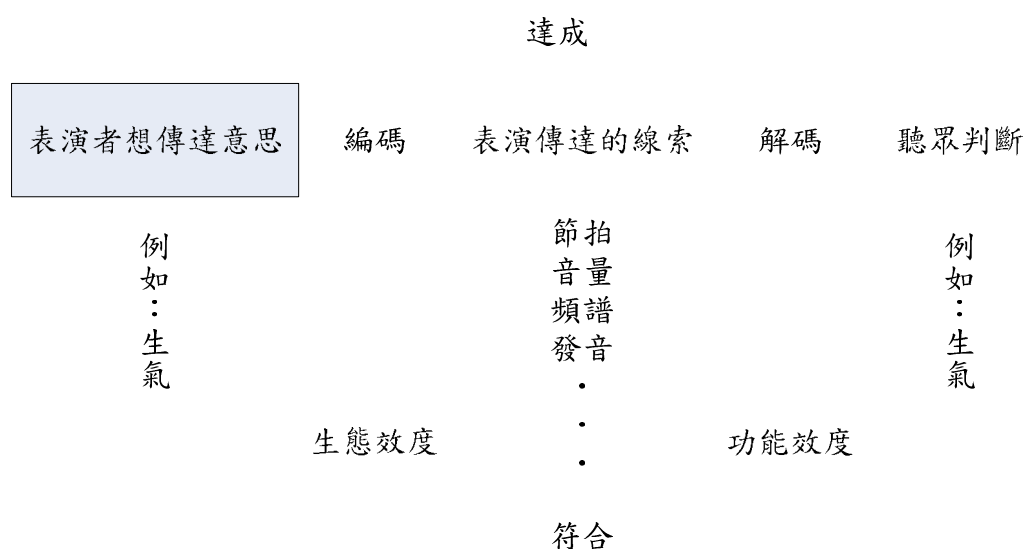 達成
表演者想傳達意思
編碼
表演傳達的線索
解碼
聽眾判斷
例如：生氣
節拍
音量
頻譜
發音
．
．
．
例如：生氣
生態效度
功能效度
符合